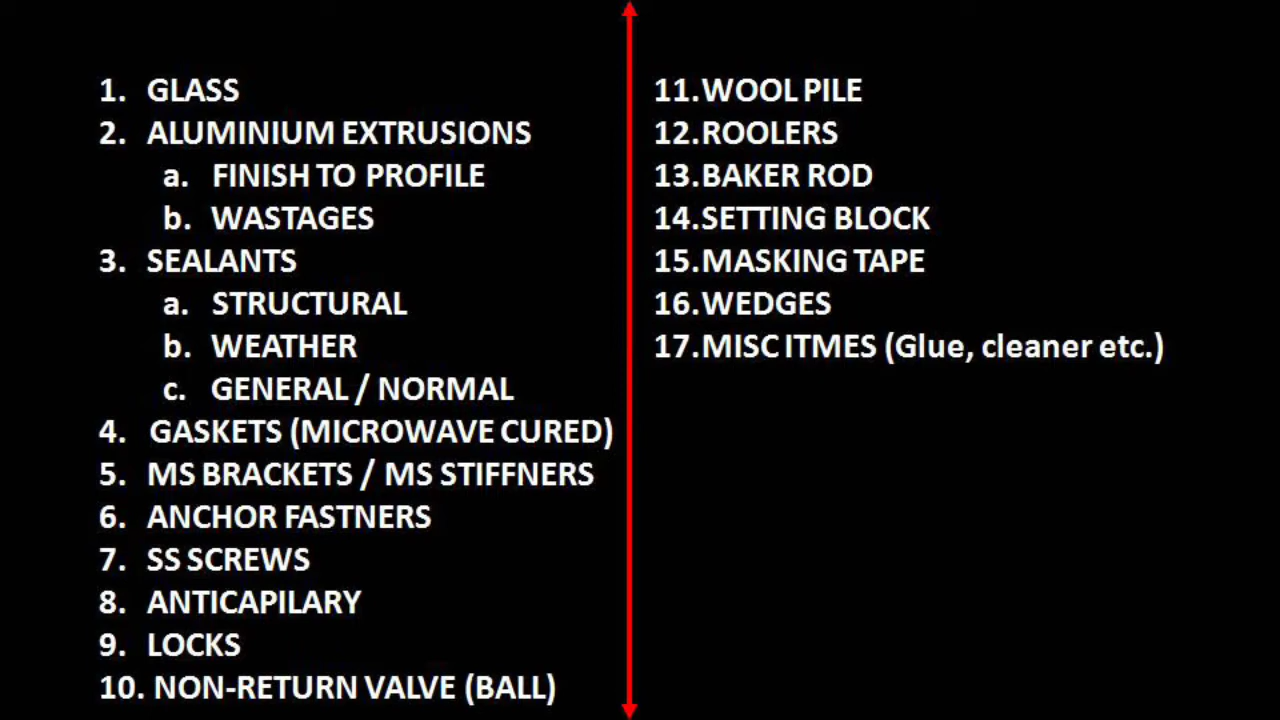 1. GLASS
2. ALUMINIUM EXTRUSIONS
a. FINISH TO PROFILE
b. WASTAGES
3. SEALANTS
a. STRUCTURAL
b. WEATHER
c. GENERAL / NORMAL
4. GASKETS (MICROWAVE CURED)
5. MS BRACKETS / MS STIFFNERS
6. ANCHOR FASTNERS
7. SS SCREWS
8. ANTICAPILARY
9. LOCKS
10. NON-RETURN VALVE (BALL)
11. WOOL PILE
12. ROOLERS
13. BAKER ROD
14. SETTING BLOCK
15. MASKING TAPE
16. WEDGES
17. MISC ITMES (Glue, cleaner etc.)